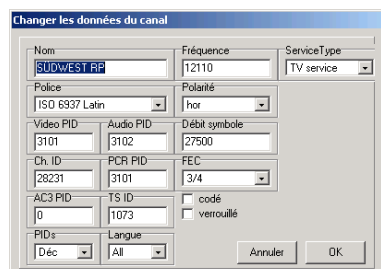 Changer les données du canal
Nom Fréquence ServiceType
SÜDWEST RP 12110 TV service
Police Polarité
ISO 6937 Latin hor
Video PID Audio PID Débit symbole
3101 3102 27500
Ch. ID PCR PID FEC
28231 3101 3/4
AC3 PID TS ID codé
0 1073 verrouillé
PIDs Langue
Déc All Annuler OK